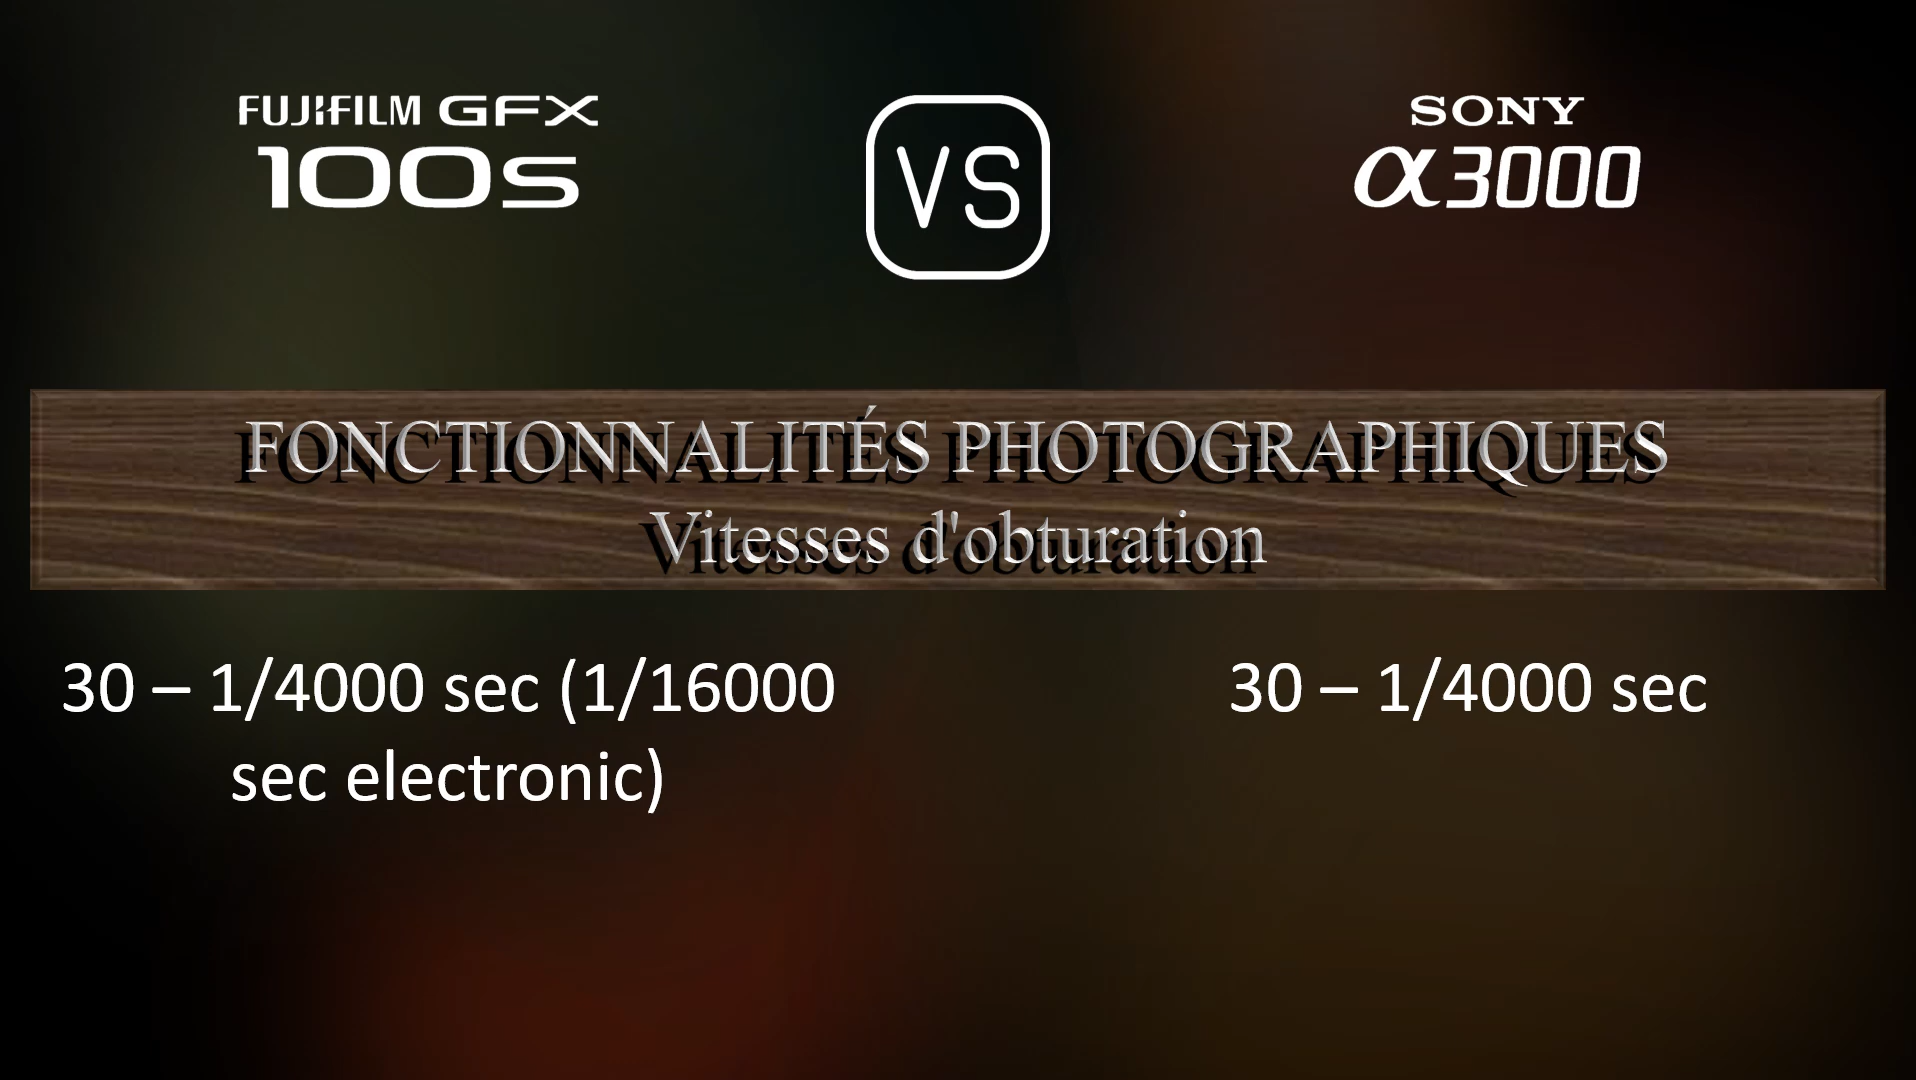 FUJIFILM GFX
100S
VS
SONY
α3000
FONCTIONNALITÉS PHOTOGRAPHIQUES
Vitesses d'obturation
30 – 1/4000 sec (1/16000
sec electronic)
30 – 1/4000 sec